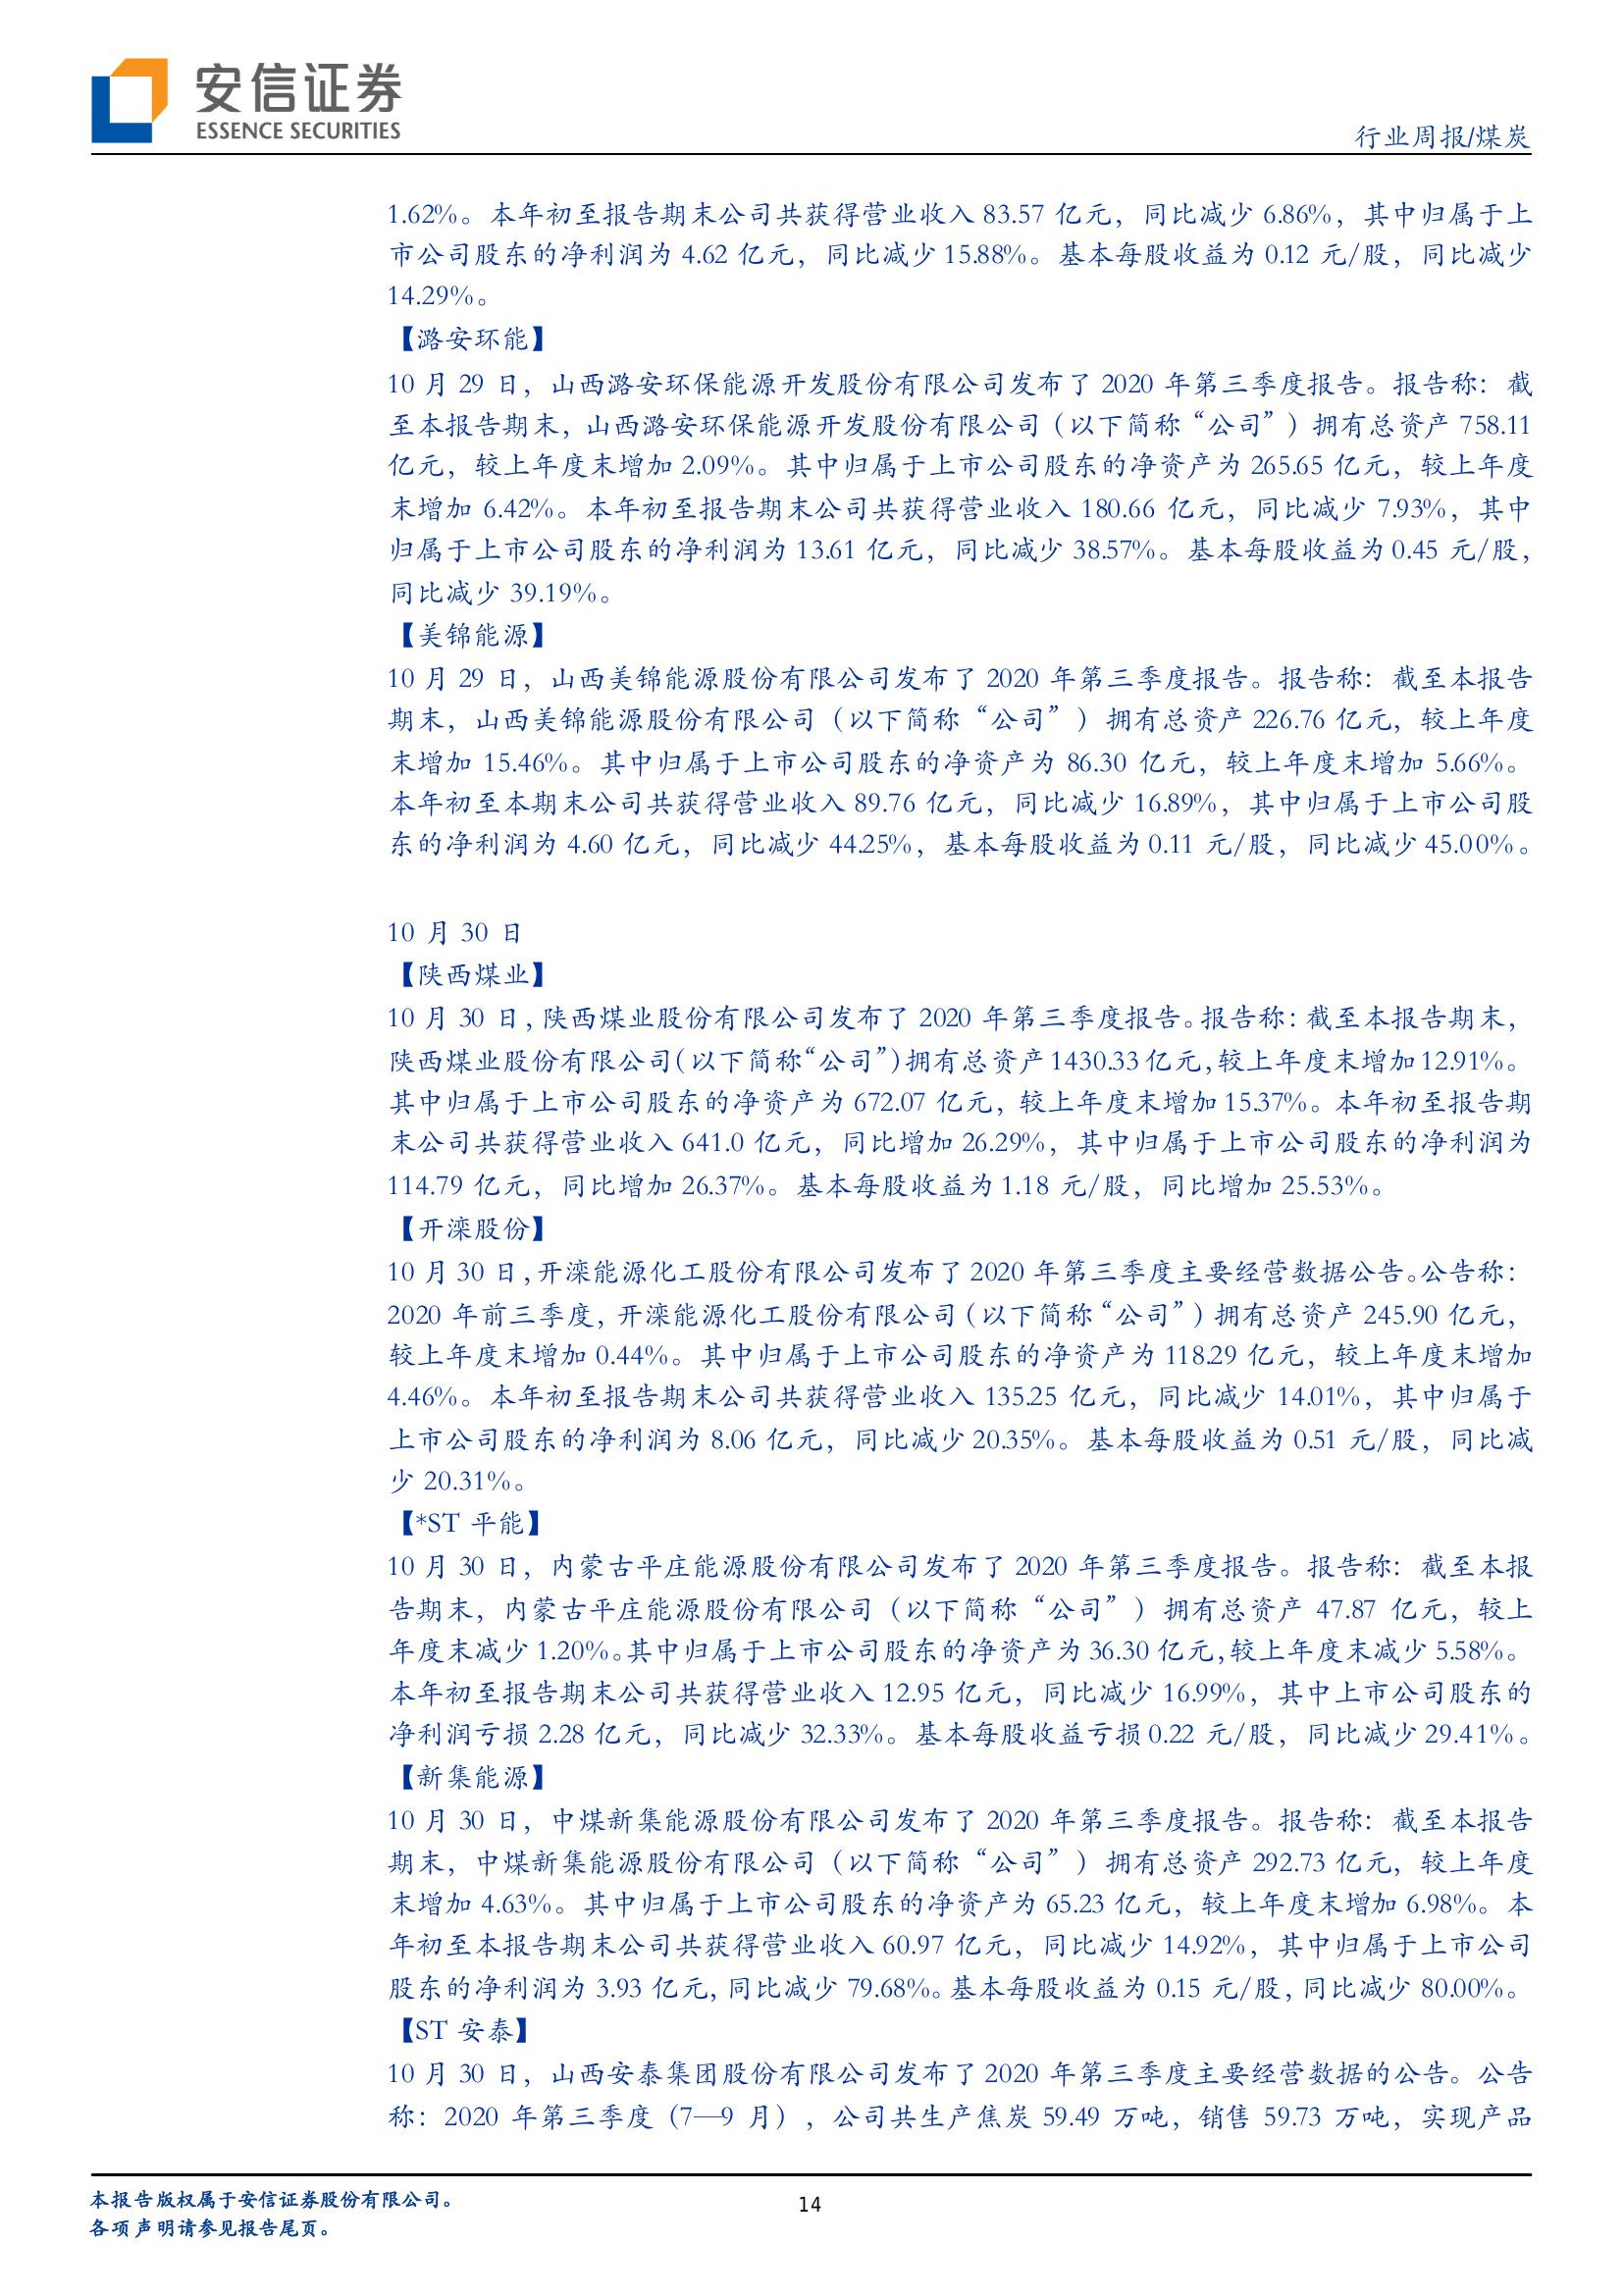 安信证券
ESSENCE SECURITIES
行业周报/煤炭
1.62%。本年初至报告期末公司共获得营业收入 83.57 亿元，同比减少 6.86%，其中归属于上
市公司股东的净利润为 4.62 亿元，同比减少 15.88%。基本每股收益为 0.12 元/股，同比减少
14.29%。
【潞安环能】
10 月 29 日，山西潞安环保能源开发股份有限公司发布了 2020 年第三季度报告。报告称：截
至本报告期末，山西潞安环保能源开发股份有限公司（以下简称“公司”）拥有总资产 758.11
亿元，较上年度末增加 2.09%。其中归属于上市公司股东的净资产为 265.65 亿元，较上年度
末增加 6.42%。本年初至报告期末公司共获得营业收入 180.66 亿元，同比减少 7.93%，其中
归属于上市公司股东的净利润为 13.61 亿元，同比减少 38.57%。基本每股收益为 0.45 元/股，
同比减少 39.19%。
【美锦能源】
10 月 29 日，山西美锦能源股份有限公司发布了 2020 年第三季度报告。报告称：截至本报告
期末，山西美锦能源股份有限公司（以下简称“公司”）拥有总资产 226.76 亿元，较上年度
末增加 15.46%。其中归属于上市公司股东的净资产为 86.30 亿元，较上年度末增加 5.66%。
本年初至本期末公司共获得营业收入 89.76 亿元，同比减少 16.89%，其中归属于上市公司股
东的净利润为 4.60 亿元，同比减少 44.25%，基本每股收益为 0.11 元/股，同比减少 45.00%。
10 月 30 日
【陕西煤业】
10 月 30 日，陕西煤业股份有限公司发布了 2020 年第三季度报告。报告称：截至本报告期末，
陕西煤业股份有限公司（以下简称“公司”）拥有总资产 1430.33 亿元，较上年度末增加 12.91%。
其中归属于上市公司股东的净资产为 672.07 亿元，较上年度末增加 15.37%。本年初至报告期
末公司共获得营业收入 641.0 亿元，同比增加 26.29%，其中归属于上市公司股东的净利润为
114.79 亿元，同比增加 26.37%。基本每股收益为 1.18 元/股，同比增加 25.53%。
【开滦股份】
10 月 30 日，开滦能源化工股份有限公司发布了 2020 年第三季度主要经营数据公告。公告称：
2020 年前三季度，开滦能源化工股份有限公司（以下简称“公司”）拥有总资产 245.90 亿元，
较上年度末增加 0.44%。其中归属于上市公司股东的净资产为 118.29 亿元，较上年度末增加
4.46%。本年初至报告期末公司共获得营业收入 135.25 亿元，同比减少 14.01%，其中归属于
上市公司股东的净利润为 8.06 亿元，同比减少 20.35%。基本每股收益为 0.51 元/股，同比减
少 20.31%。
【*ST 平能】
10 月 30 日，内蒙古平庄能源股份有限公司发布了 2020 年第三季度报告。报告称：截至本报
告期末，内蒙古平庄能源股份有限公司（以下简称“公司”）拥有总资产 47.87 亿元，较上
年度末减少 1.20%。其中归属于上市公司股东的净资产为 36.30 亿元，较上年度末减少 5.58%。
本年初至报告期末公司共获得营业收入 12.95 亿元，同比减少 16.99%，其中上市公司股东的
净利润亏损 2.28 亿元，同比减少 32.33%。基本每股收益亏损 0.22 元/股，同比减少 29.41%。
【新集能源】
10 月 30 日，中煤新集能源股份有限公司发布了 2020 年第三季度报告。报告称：截至本报告
期末，中煤新集能源股份有限公司（以下简称“公司”）拥有总资产 292.73 亿元，较上年度
末增加 4.63%。其中归属于上市公司股东的净资产为 65.23 亿元，较上年度末增加 6.98%。本
年初至本报告期末公司共获得营业收入 60.97 亿元，同比减少 14.92%，其中归属于上市公司
股东的净利润为 3.93 亿元，同比减少 79.68%。基本每股收益为 0.15 元/股，同比减少 80.00%。
【ST 安泰】
10 月 30 日，山西安泰集团股份有限公司发布了 2020 年第三季度主要经营数据的公告。公告
称：2020 年第三季度（7—9 月），公司共生产焦炭 59.49 万吨，销售 59.73 万吨，实现产品
本报告版权属于安信证券股份有限公司。
各项声明请参见报告尾页。
14